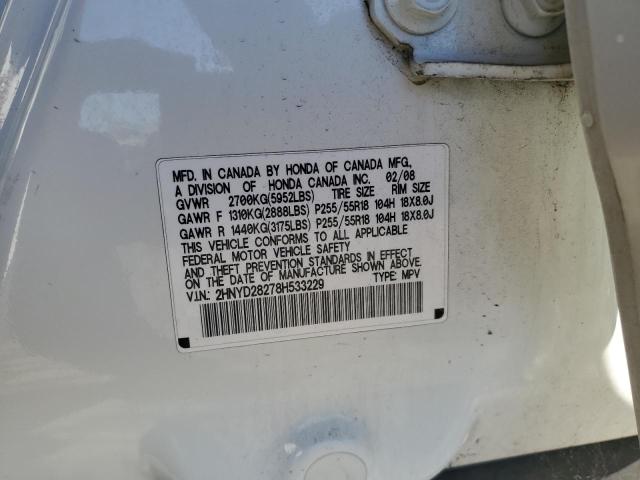 MFD. IN CANADA BY HONDA OF CANADA MFG,
A DIVISION OF HONDA CANADA INC. 02/08
GVWR 2700KG(5952LBS) TIRE SIZE RIM SIZE
GAWR F 1310KG(2888LBS) P255/55R18 104H 18X8.0J
GAWR R 1440KG(3175LBS) P255/55R18 104H 18X8.0J
THIS VEHICLE CONFORMS TO ALL APPLICABLE
FEDERAL MOTOR VEHICLE SAFETY
AND THEFT PREVENTION STANDARDS IN EFFECT
ON THE DATE OF MANUFACTURE SHOWN ABOVE.
V.I.N.: 2HNYD28278H533229 TYPE MPV